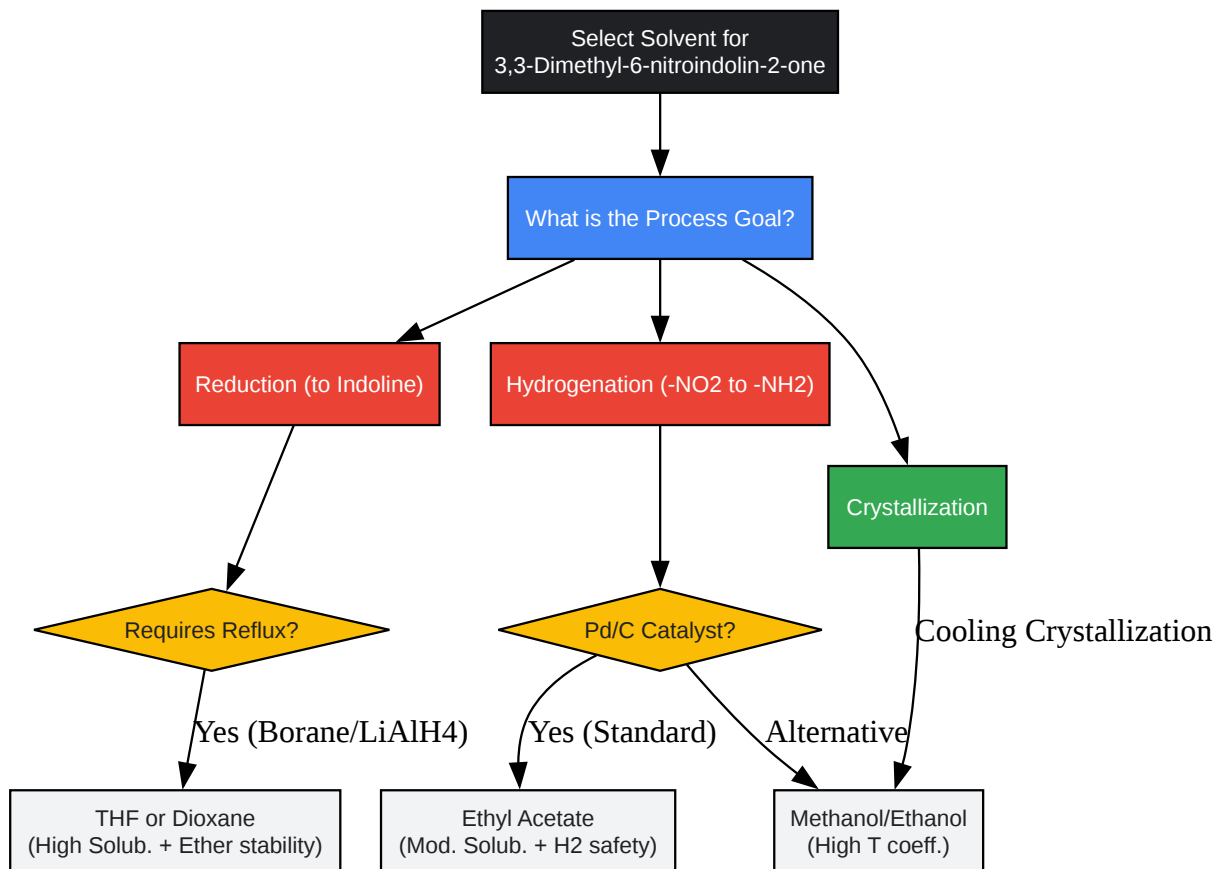 Select Solvent for
3,3-Dimethyl-6-nitroindolin-2-one
What is the Process Goal?
Reduction (to Indoline)
Hydrogenation (-NO2 to -NH2)
Crystallization
Requires Reflux?
Pd/C Catalyst?
Cooling Crystallization
Yes (Borane/LiAlH4)
Yes (Standard)
Alternative
THF or Dioxane
(High Solub. + Ether stability)
Ethyl Acetate
(Mod. Solub. + H2 safety)
Methanol/Ethanol
(High T coeff.)